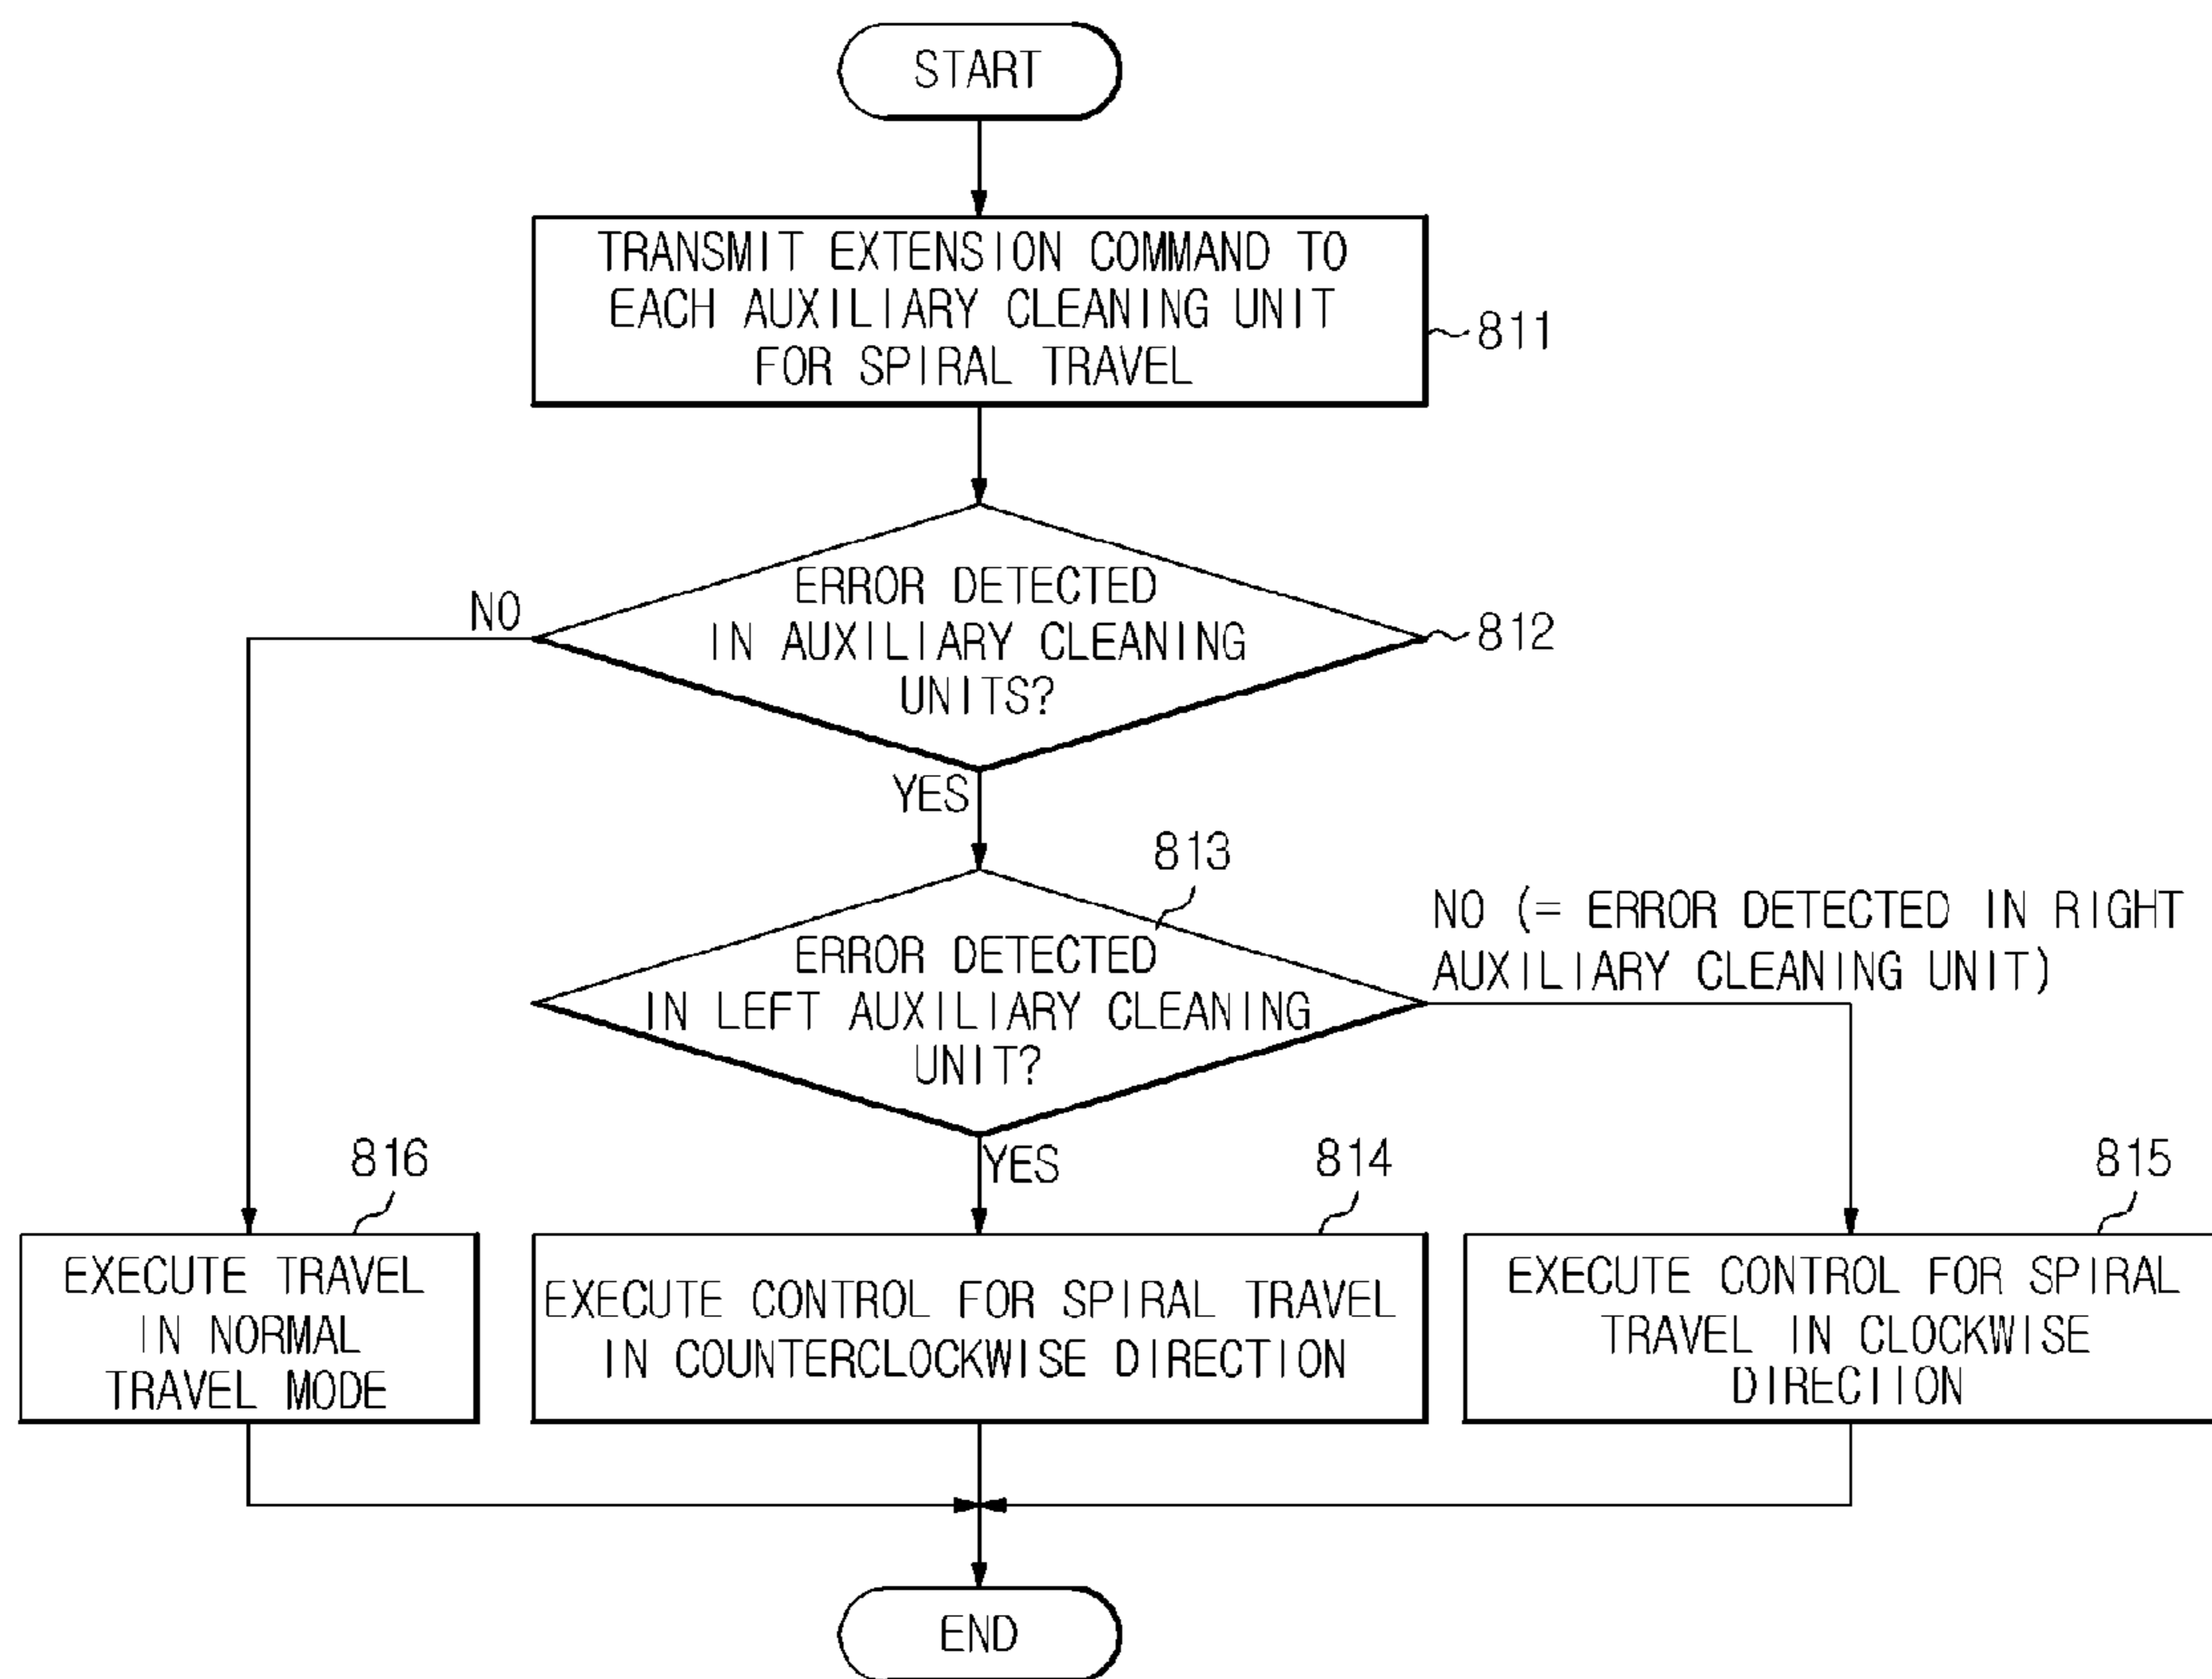 START
TRANSMIT EXTENSION COMMAND TO
EACH AUXILIARY CLEANING UNIT
FOR SPIRAL TRAVEL
811
ERROR DETECTED
IN AUXILIARY CLEANING
UNITS?
812
NO
YES
813
ERROR DETECTED
IN LEFT AUXILIARY CLEANING
UNIT?
NO (= ERROR DETECTED IN RIGHT
AUXILIARY CLEANING UNIT)
YES
816
EXECUTE TRAVEL
IN NORMAL
TRAVEL MODE
814
EXECUTE CONTROL FOR SPIRAL TRAVEL
IN COUNTERCLOCKWISE DIRECTION
815
EXECUTE CONTROL FOR SPIRAL
TRAVEL IN CLOCKWISE
DIRECIION
END